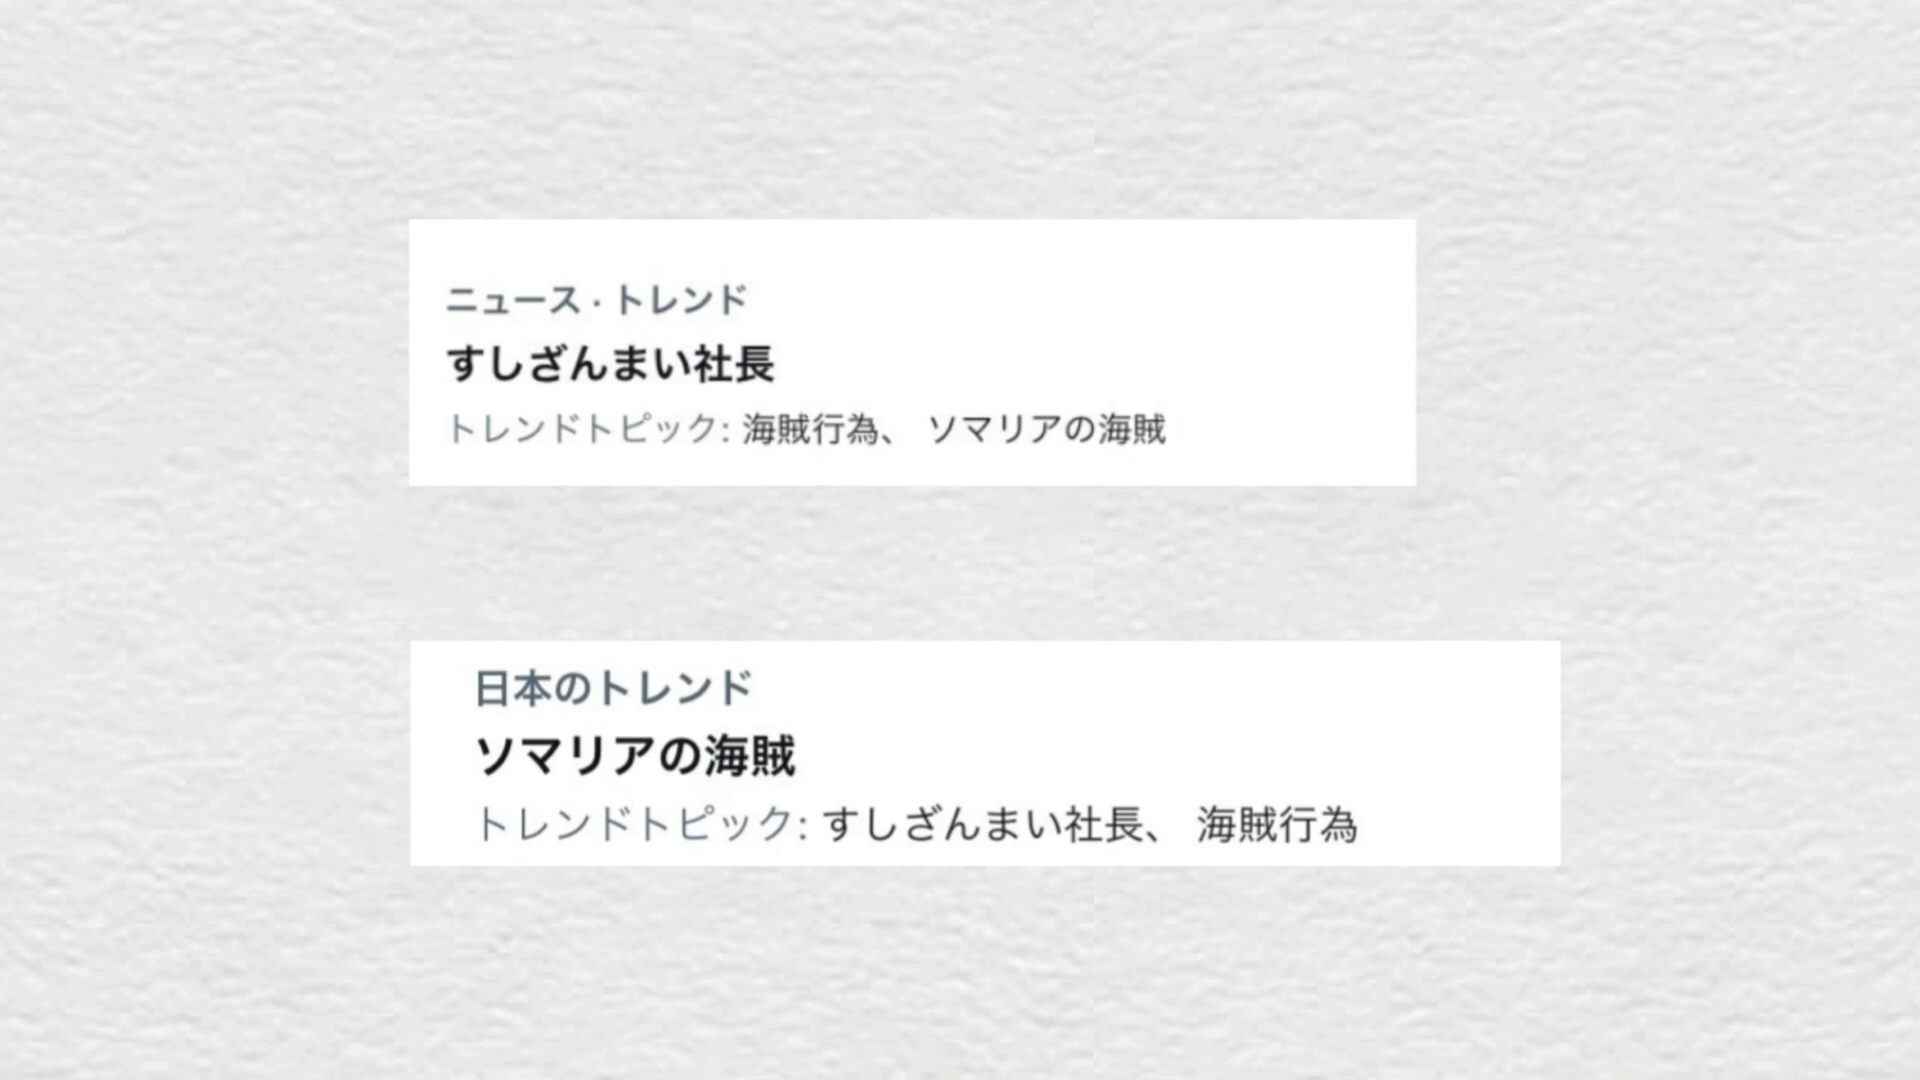 ニュース · トレンド
すしざんまい社長
トレンドトピック: 海賊行為、 ソマリアの海賊
日本のトレンド
ソマリアの海賊
トレンドトピック: すしざんまい社長、 海賊行為